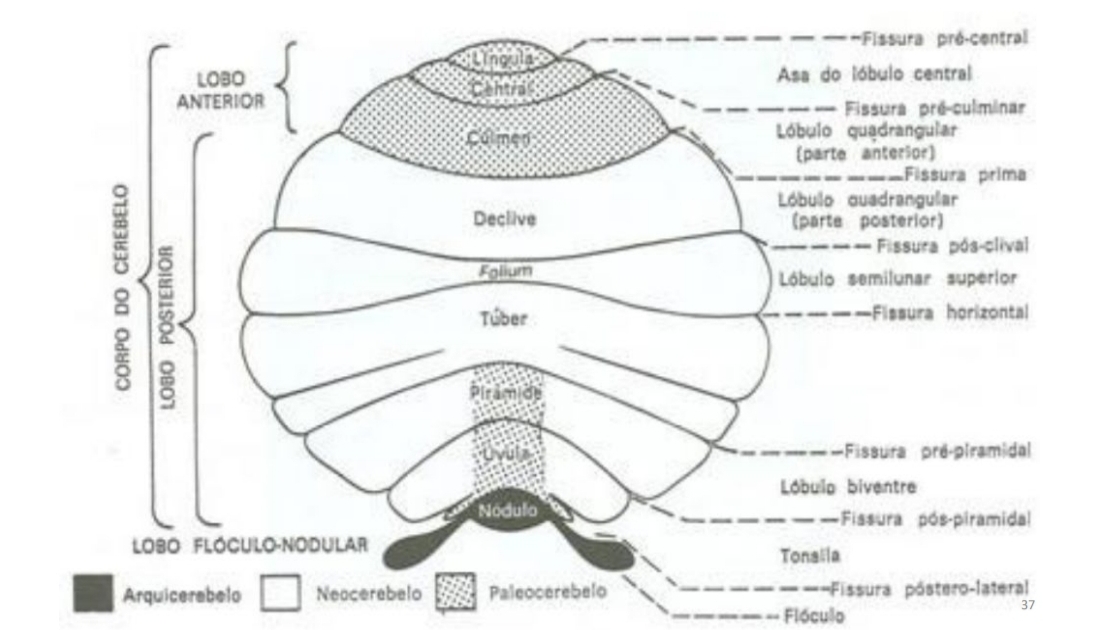 Fissura pré-central
Língula
LOBO
ANTERIOR
Central
Asa do lóbulo central
Fissura pré-culminar
Cúlmen
Lóbulo quadrangular
(parte anterior)
Fissura prima
CORPO DO CEREBELO
LOBO POSTERIOR
Declive
Lóbulo quadrangular
(parte posterior)
Fissura pós-clival
Folium
Lóbulo semilunar superior
Túber
Fissura horizontal
Pirâmide
Fissura pré-piramidal
Úvula
Lóbulo biventre
Nódulo
Fissura pós-piramidal
LOBO FLÓCULO-NODULAR
Tonsila
Arquicerebelo
Neocerebelo
Paleocerebelo
Fissura póstero-lateral
37
Flóculo